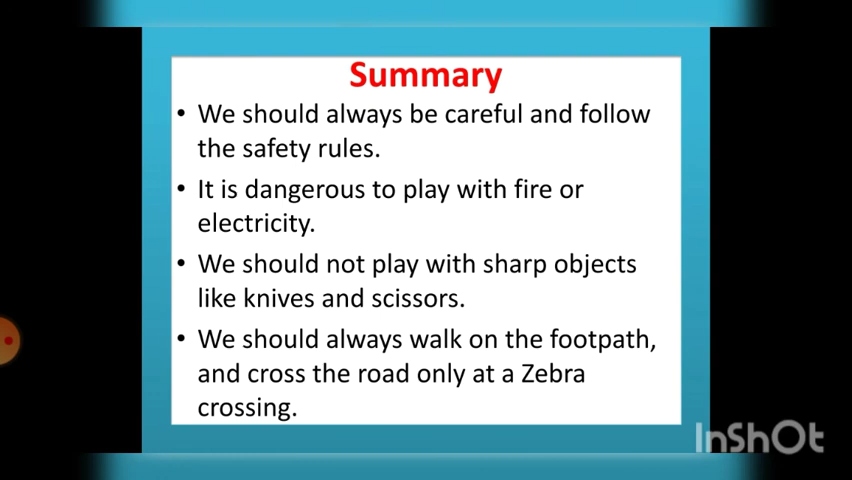 Summary
• We should always be careful and follow
the safety rules.
• It is dangerous to play with fire or
electricity.
• We should not play with sharp objects
like knives and scissors.
• We should always walk on the footpath,
and cross the road only at a Zebra
crossing.
InShOt